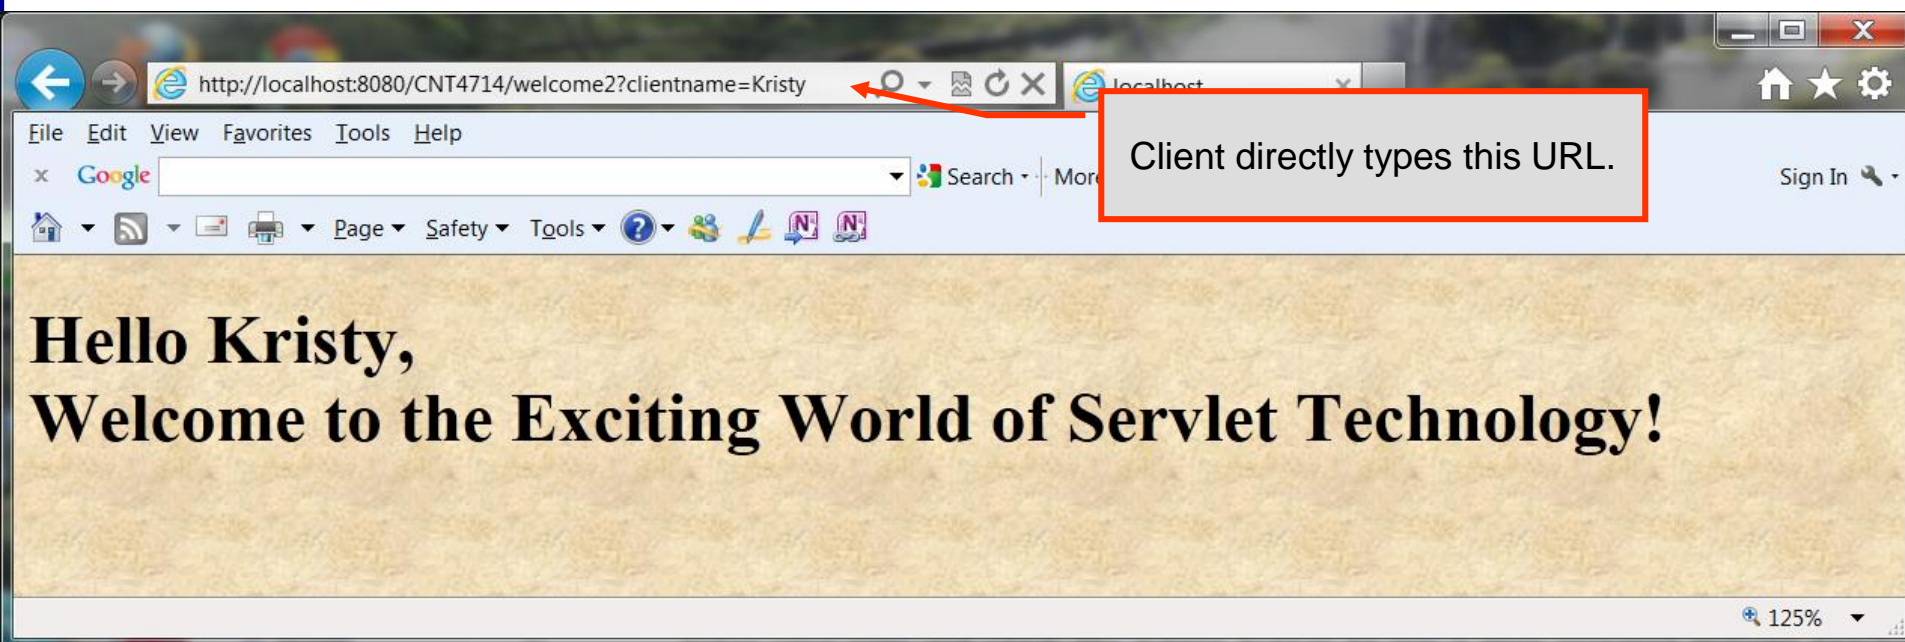 http://localhost:8080/CNT4714/welcome2?clientname=Kristy
localhost
Client directly types this URL.
File Edit View Favorites Tools Help
x Google Search More Sign In
Page Safety Tools
Hello Kristy,
Welcome to the Exciting World of Servlet Technology!
125%